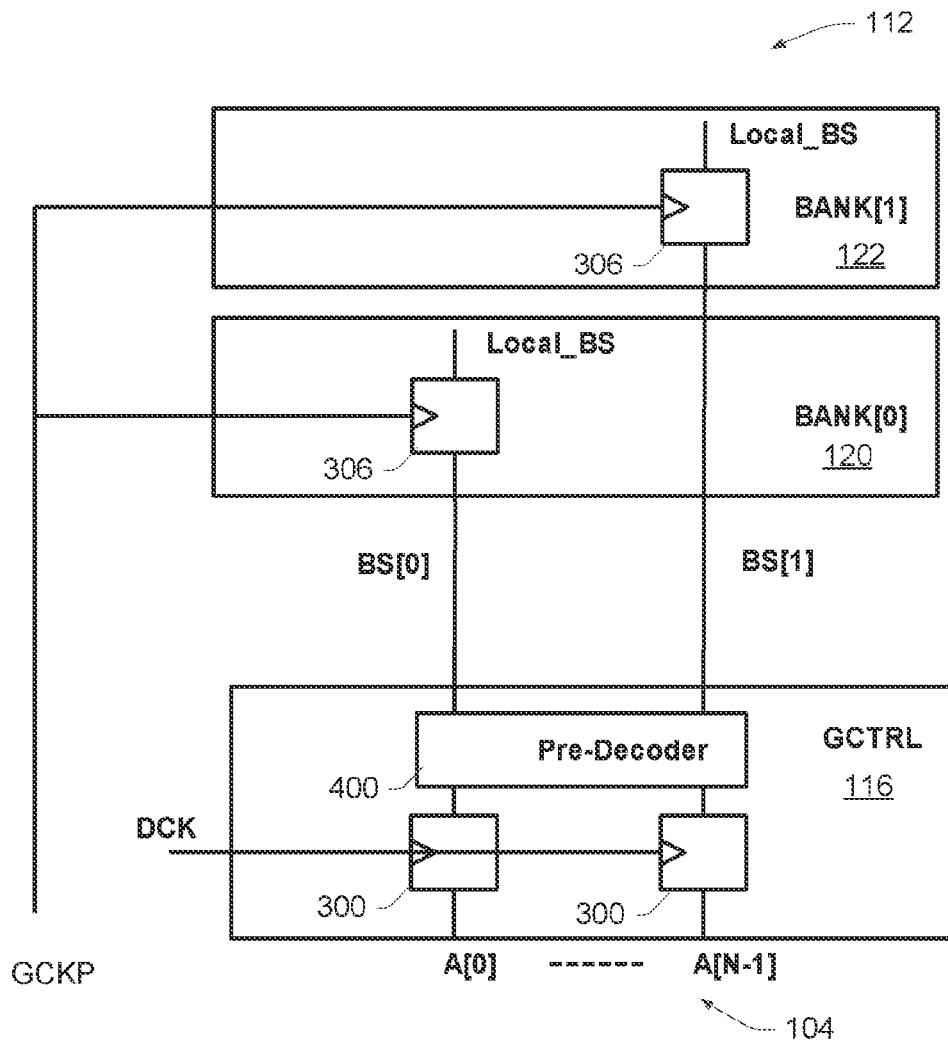 112
Local_BS
BANK[1]
306
122
Local_BS
BANK[0]
306
120
BS[0]
BS[1]
Pre-Decoder
GCTRL
400
116
DCK
300
300
A[0]
A[N-1]
GCKP
104